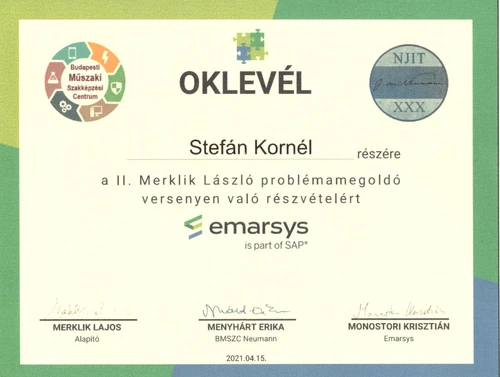 Budapesti
Műszaki
Szakképzési
Centrum
OKLEVÉL
NJIT
XXX
Stefán Kornél
részére
a II. Merklik László problémamegoldó
versenyen való részvételért
emarsys
is part of SAP®
MERKLIK LAJOS
Alapító
MENYHÁRT ERIKA
BMSZC Neumann
MONOSTORI KRISZTIÁN
Emarsys
2021.04.15.